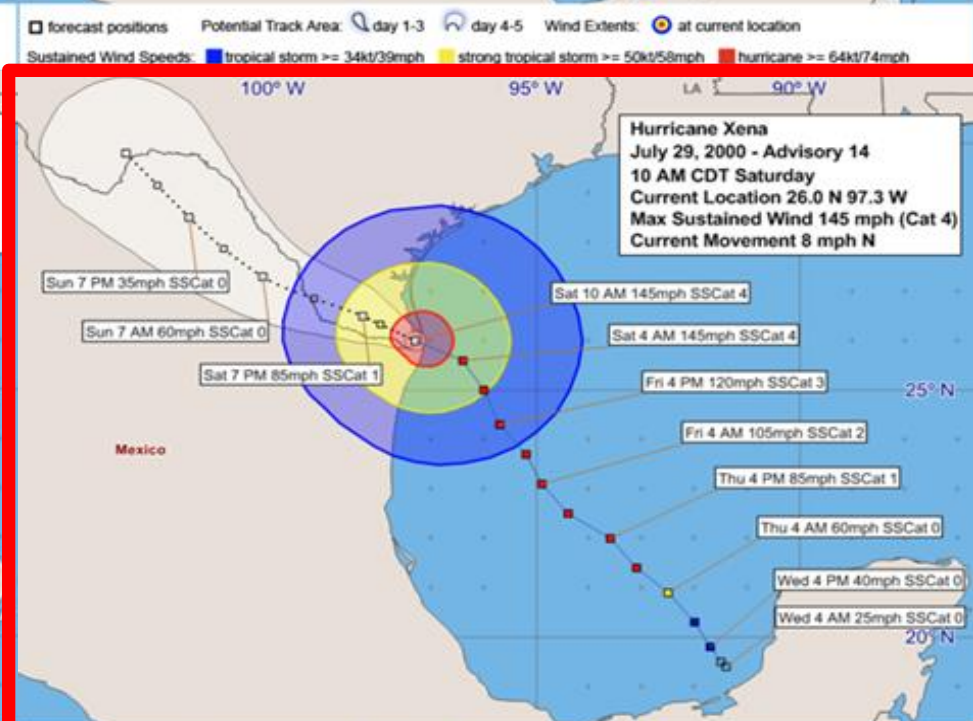 forecast positions Potential Track Area: day 1-3 day 4-5 Wind Extents: at current location
Sustained Wind Speeds: tropical storm >= 34kt/39mph strong tropical storm >= 50kt/58mph hurricane >= 64kt/74mph
100° W 95° W LA 90° W
Hurricane Xena
July 29, 2000 - Advisory 14
10 AM CDT Saturday
Current Location 26.0 N 97.3 W
Max Sustained Wind 145 mph (Cat 4)
Current Movement 8 mph N
Sun 7 PM 35mph SSCat 0
Sat 10 AM 145mph SSCat 4
Sun 7 AM 60mph SSCat 0
Sat 4 AM 145mph SSCat 4
Sat 7 PM 85mph SSCat 1
Fri 4 PM 120mph SSCat 3
25° N
Fri 4 AM 105mph SSCat 2
Mexico
Thu 4 PM 85mph SSCat 1
Thu 4 AM 60mph SSCat 0
Wed 4 PM 40mph SSCat 0
Wed 4 AM 25mph SSCat 0
20° N